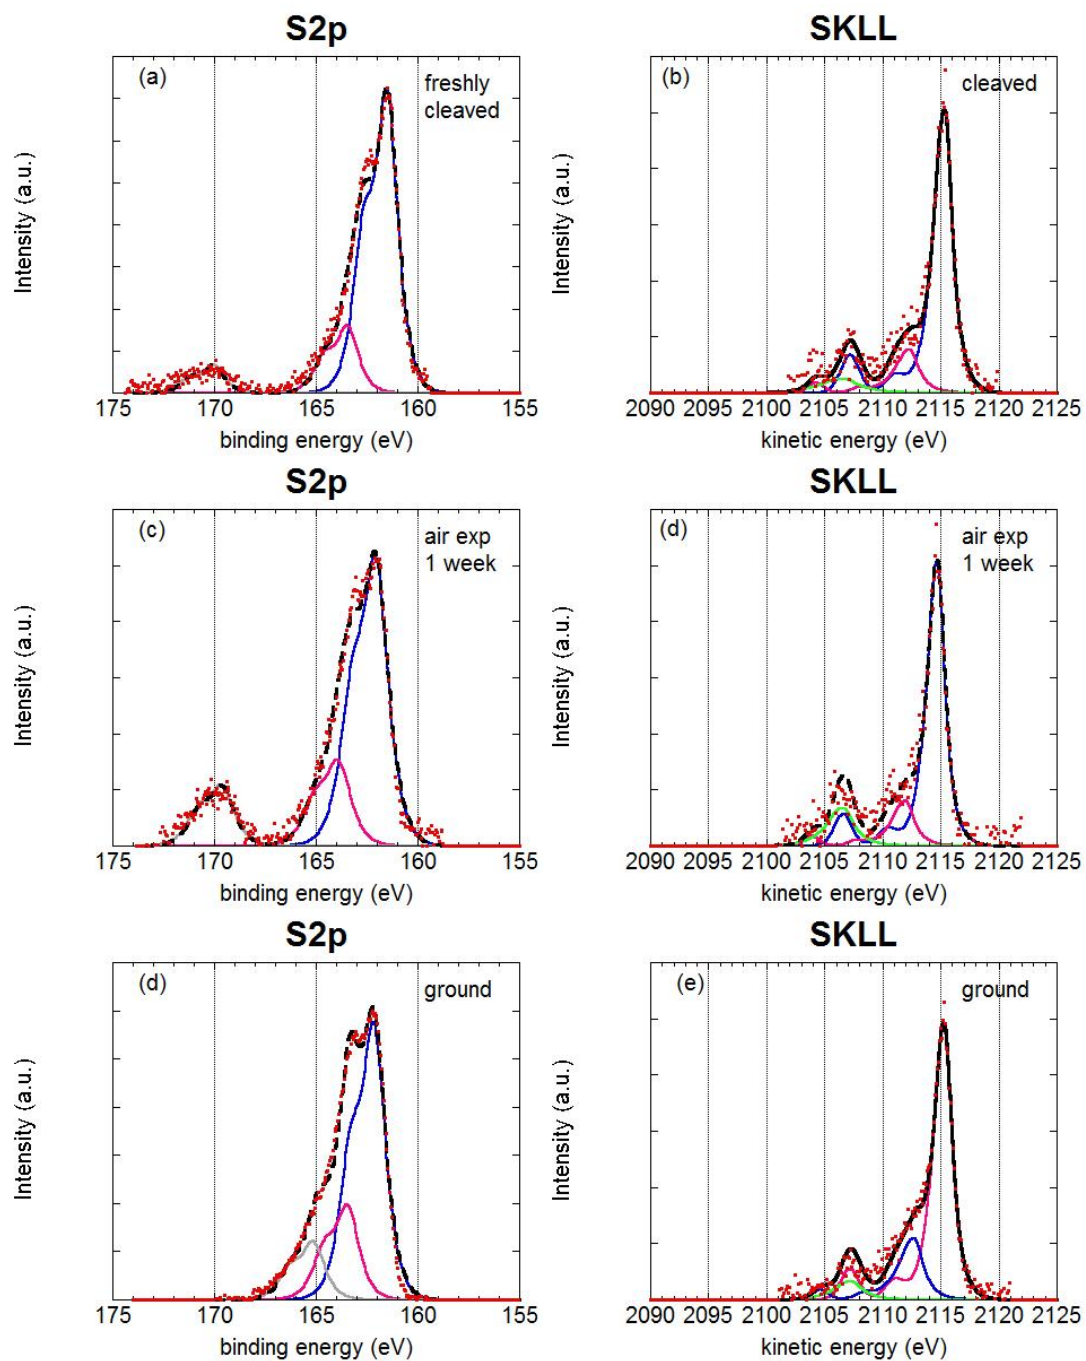 S2p
SKLL
(a)
freshly
cleaved
(b)
cleaved
Intensity (a.u.)
Intensity (a.u.)
175 170 165 160 155
2090 2095 2100 2105 2110 2115 2120 2125
binding energy (eV)
kinetic energy (eV)
S2p
SKLL
(c)
air exp
1 week
(d)
air exp
1 week
Intensity (a.u.)
Intensity (a.u.)
175 170 165 160 155
2090 2095 2100 2105 2110 2115 2120 2125
binding energy (eV)
kinetic energy (eV)
S2p
SKLL
(d)
ground
(e)
ground
Intensity (a.u.)
Intensity (a.u.)
175 170 165 160 155
2090 2095 2100 2105 2110 2115 2120 2125
binding energy (eV)
kinetic energy (eV)